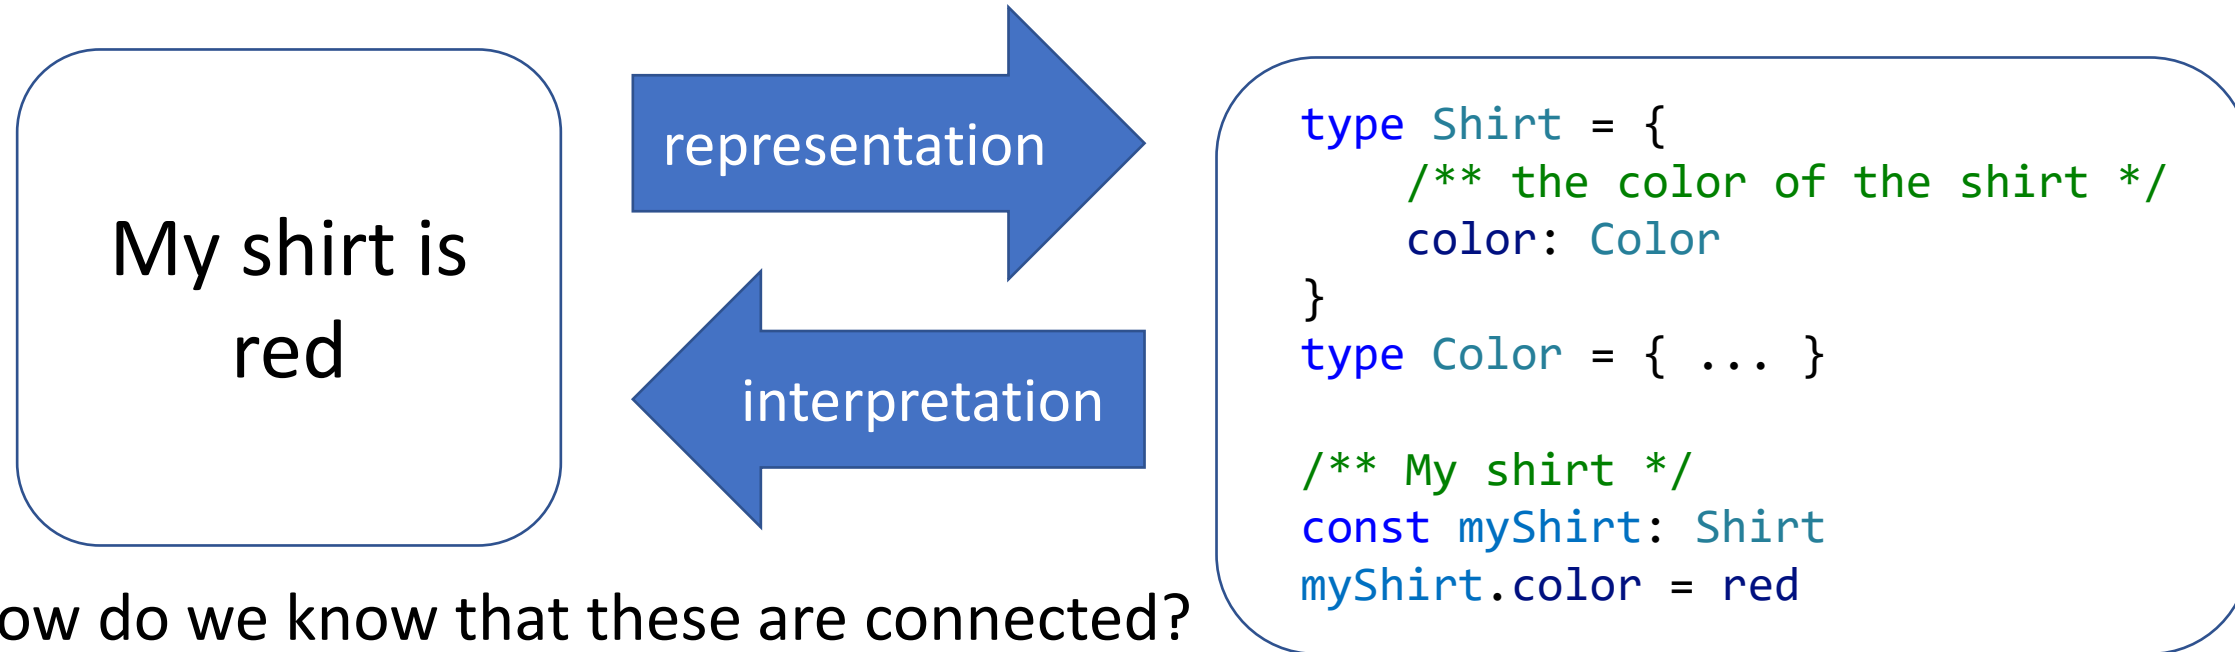 My shirt is
red
representation
interpretation
type Shirt = {
    /** the color of the shirt */
    color: Color
}
type Color = { ... }
/** My shirt */
const myShirt: Shirt
myShirt.color = red
ow do we know that these are connected?